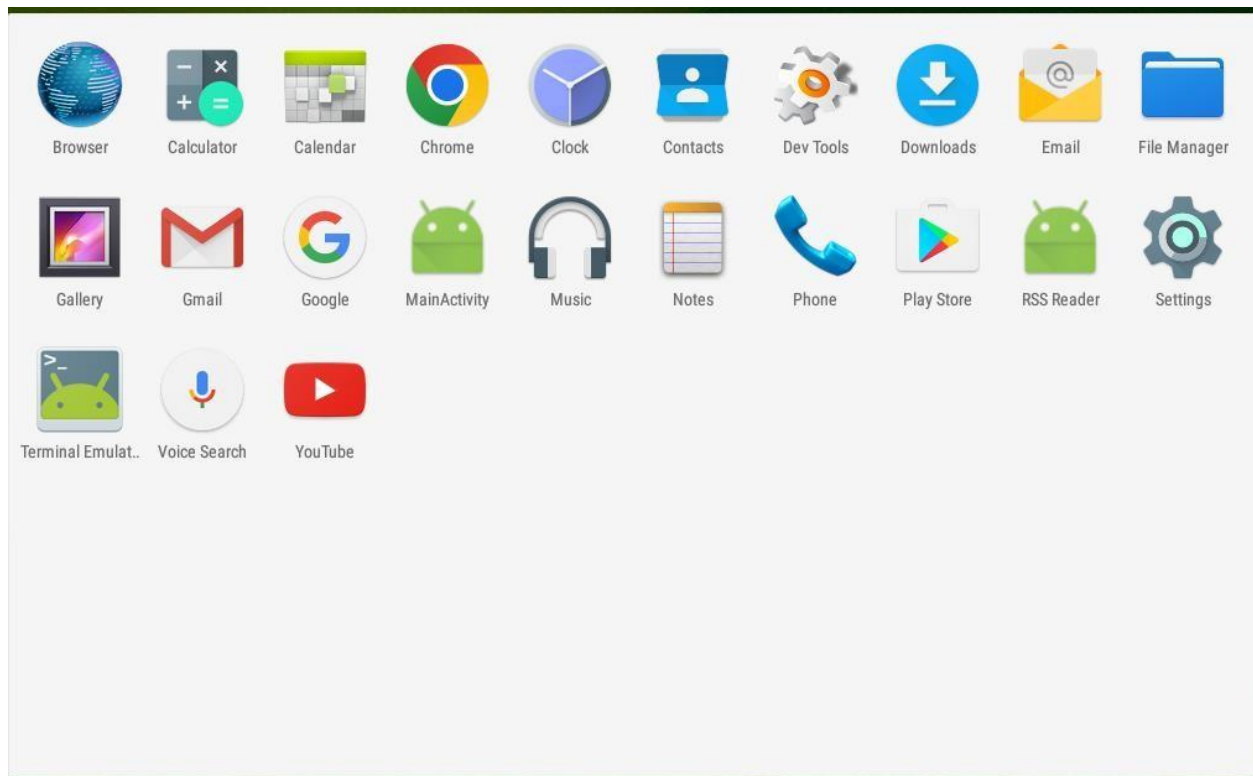 Browser Calculator Calendar Chrome Clock Contacts Dev Tools Downloads Email File Manager
Gallery Gmail Google MainActivity Music Notes Phone Play Store RSS Reader Settings
Terminal Emulat.. Voice Search YouTube